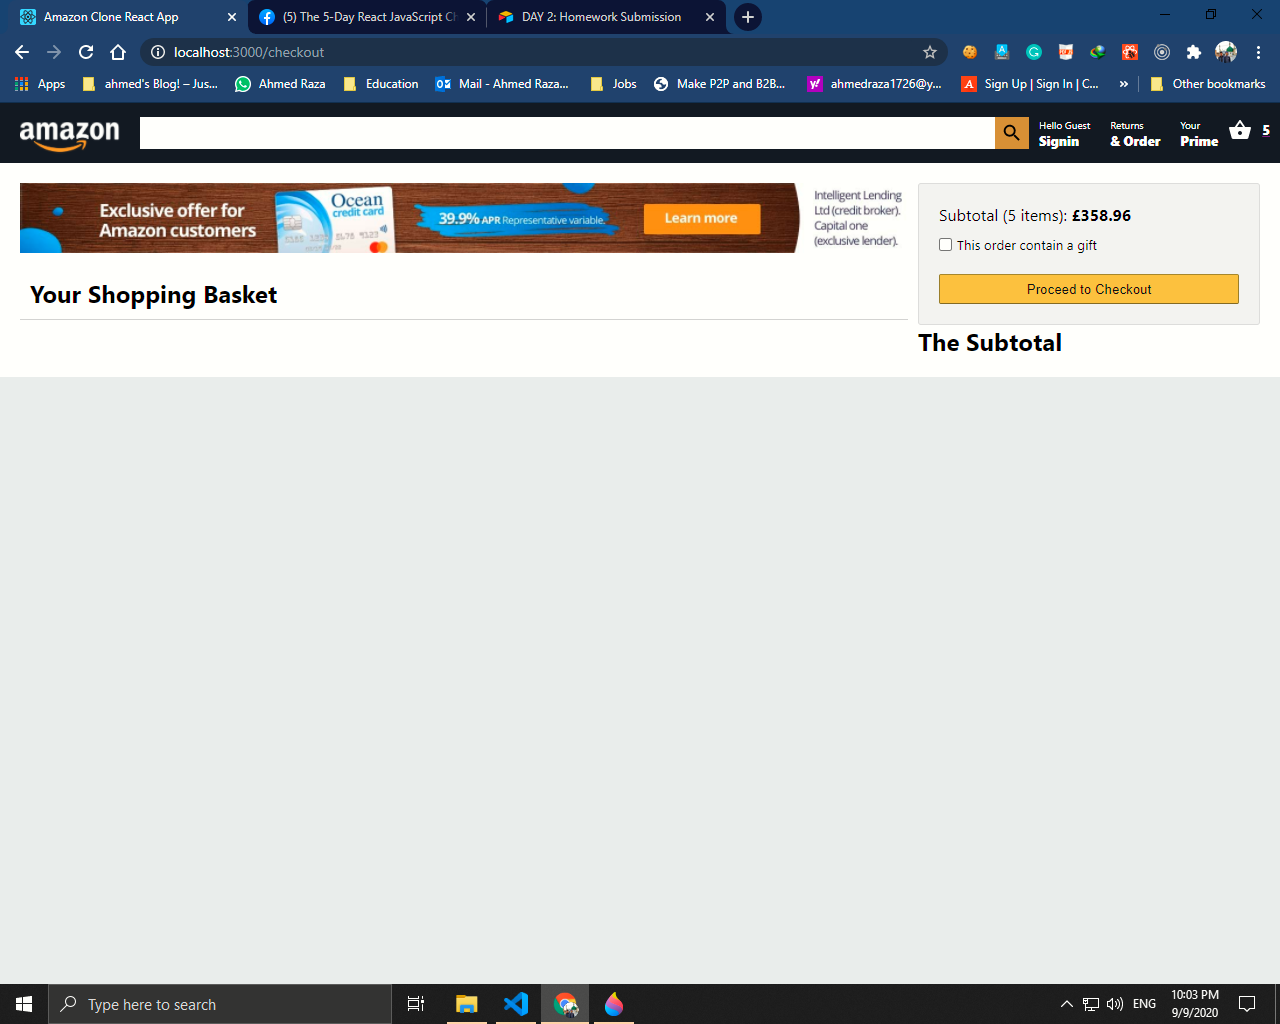 Amazon Clone React App
(5) The 5-Day React JavaScript Ch
DAY 2: Homework Submission
localhost:3000/checkout
Apps
ahmed's Blog! – Jus...
Ahmed Raza
Education
Mail - Ahmed Raza...
Jobs
Make P2P and B2B...
ahmedraza1726@y...
Sign Up | Sign In | C...
»
Other bookmarks
amazon
Hello Guest
Signin
Returns
& Order
Your
Prime
5
Exclusive offer for
Amazon customers
Ocean
credit card
39.9% APR Representative variable.
Learn more
Intelligent Lending
Ltd (credit broker).
Capital one
(exclusive lender).
Subtotal (5 items): £358.96
This order contain a gift
Proceed to Checkout
Your Shopping Basket
The Subtotal
Type here to search
ENG
10:03 PM
9/9/2020